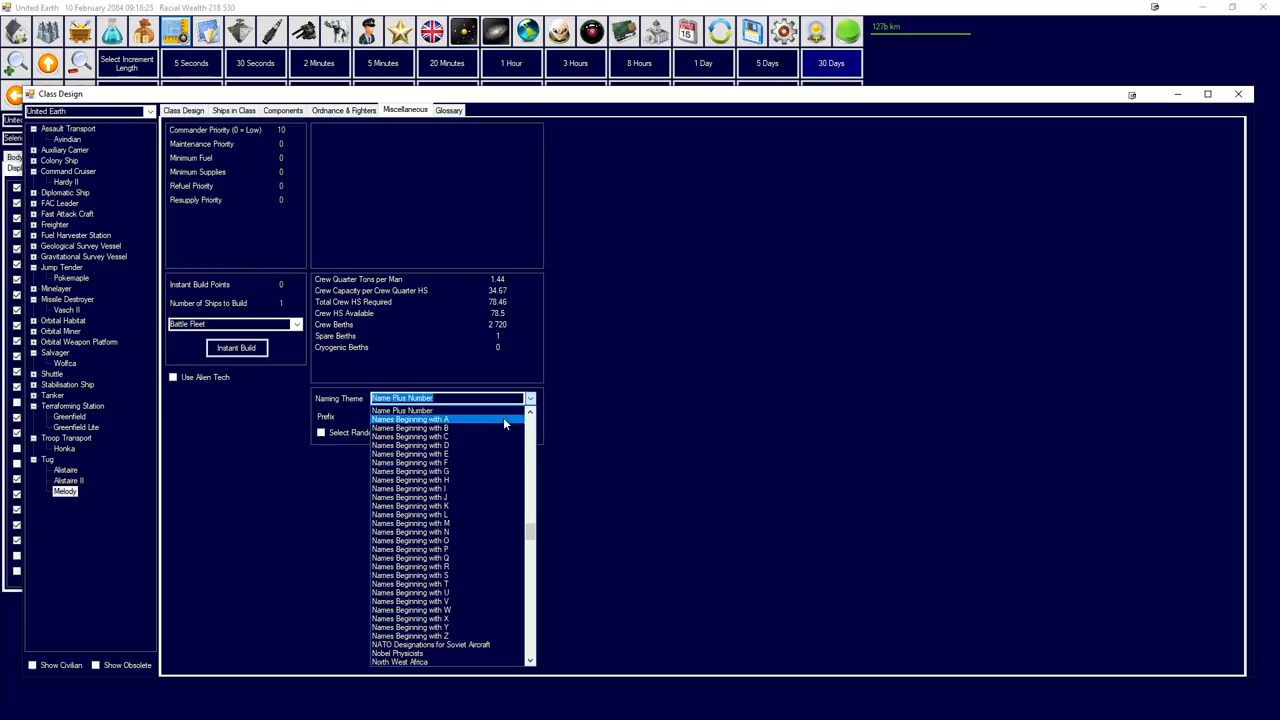 United Earth   10 February 2084 09:18:25   Racial Wealth 218 530
127b km
Select Increment Length
5 Seconds
30 Seconds
2 Minutes
5 Minutes
20 Minutes
1 Hour
3 Hours
8 Hours
1 Day
5 Days
30 Days
Class Design
United Earth
Class Design
Ships in Class
Components
Ordnance & Fighters
Miscellaneous
Glossary
Assault Transport
Avindian
Auxiliary Carrier
Colony Ship
Command Cruiser
Hardy II
Diplomatic Ship
FAC Leader
Fast Attack Craft
Freighter
Fuel Harvester Station
Geological Survey Vessel
Gravitational Survey Vessel
Jump Tender
Pokemaple
Minelayer
Missile Destroyer
Vasch II
Orbital Habitat
Orbital Miner
Orbital Weapon Platform
Salvager
Wolfca
Shuttle
Stabilisation Ship
Tanker
Terraforming Station
Greenfield
Greenfield Lite
Troop Transport
Honka
Tug
Alistaire
Alistaire II
Melody
Show Civilian
Show Obsolete
Commander Priority (0 = Low) 10
Maintenance Priority 0
Minimum Fuel 0
Minimum Supplies 0
Refuel Priority 0
Resupply Priority 0
Instant Build Points 0
Number of Ships to Build 1
Battle Fleet
Instant Build
Use Alien Tech
Crew Quarter Tons per Man 1.44
Crew Capacity per Crew Quarter HS 34.67
Total Crew HS Required 78.46
Crew HS Available 78.5
Crew Berths 2 720
Spare Berths 1
Cryogenic Berths 0
Naming Theme Name Plus Number
Prefix
Select Rand
Name Plus Number
Names Beginning with A
Names Beginning with B
Names Beginning with C
Names Beginning with D
Names Beginning with E
Names Beginning with F
Names Beginning with G
Names Beginning with H
Names Beginning with I
Names Beginning with J
Names Beginning with K
Names Beginning with L
Names Beginning with M
Names Beginning with N
Names Beginning with O
Names Beginning with P
Names Beginning with Q
Names Beginning with R
Names Beginning with S
Names Beginning with T
Names Beginning with U
Names Beginning with V
Names Beginning with W
Names Beginning with X
Names Beginning with Y
Names Beginning with Z
NATO Designations for Soviet Aircraft
Nobel Physicists
North West Africa